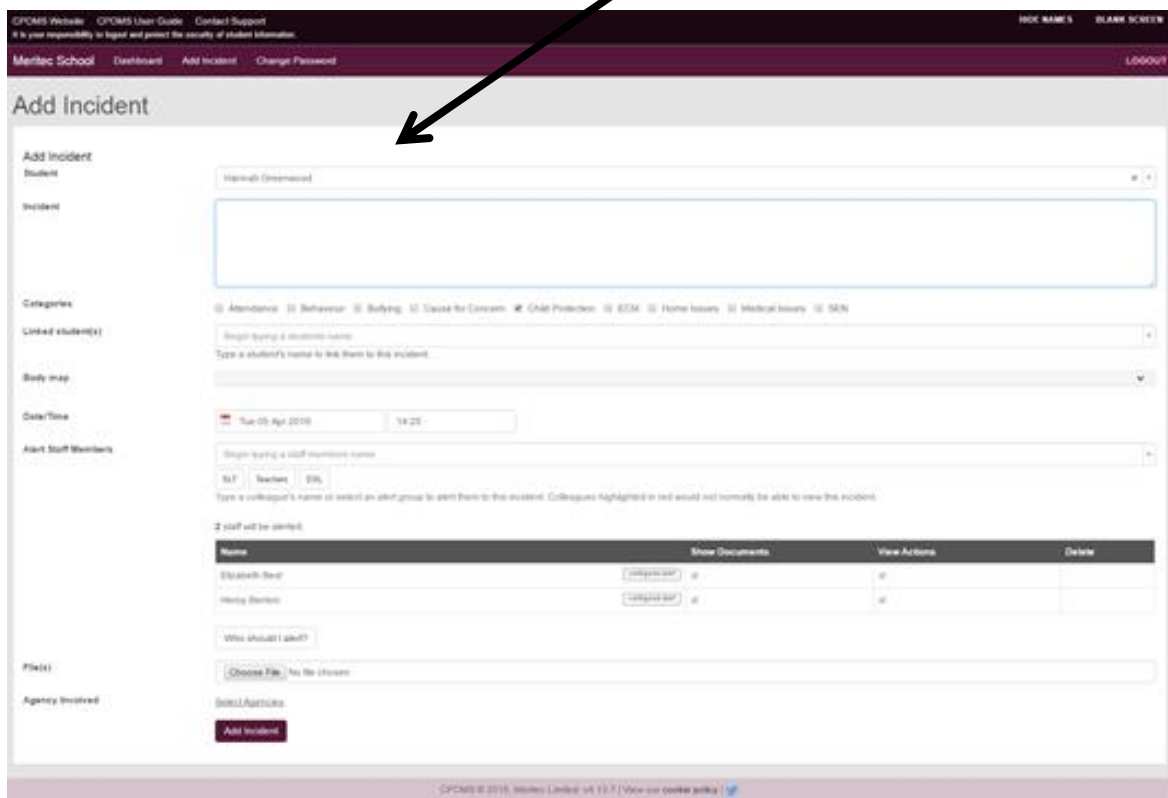 CPOMS Website CPOMS User Guide Contact Support HIDE NAMES BLANK SCREEN
It is your responsibility to logout and protect the security of student information.
Meritec School Dashboard Add Incident Change Password LOGOUT
Add Incident
Add Incident
Student Hannah Greenwood
Incident
Categories Attendance Behaviour Bullying Cause for Concern Child Protection ECM Home Issues Medical Issues SEN
Linked student(s) Begin typing a students name
Type a student's name to link them to this incident.
Body map
Date/Time Tue 05 Apr 14:25
Alert Staff Members Begin typing a staff members name
SLT Teachers
Type a colleague's name or select an alert group to alert them to this incident. Colleagues highlighted in red would not normally be able to view this incident.
2 staff will be alerted.
Name Show Documents View Actions Delete
Elizabeth
Henry
Who should I alert?
File(s) Choose File No file chosen
Agency Involved Select Agencies
Add Incident
CPOMS © Meritec Limited. | View our cookie policy |